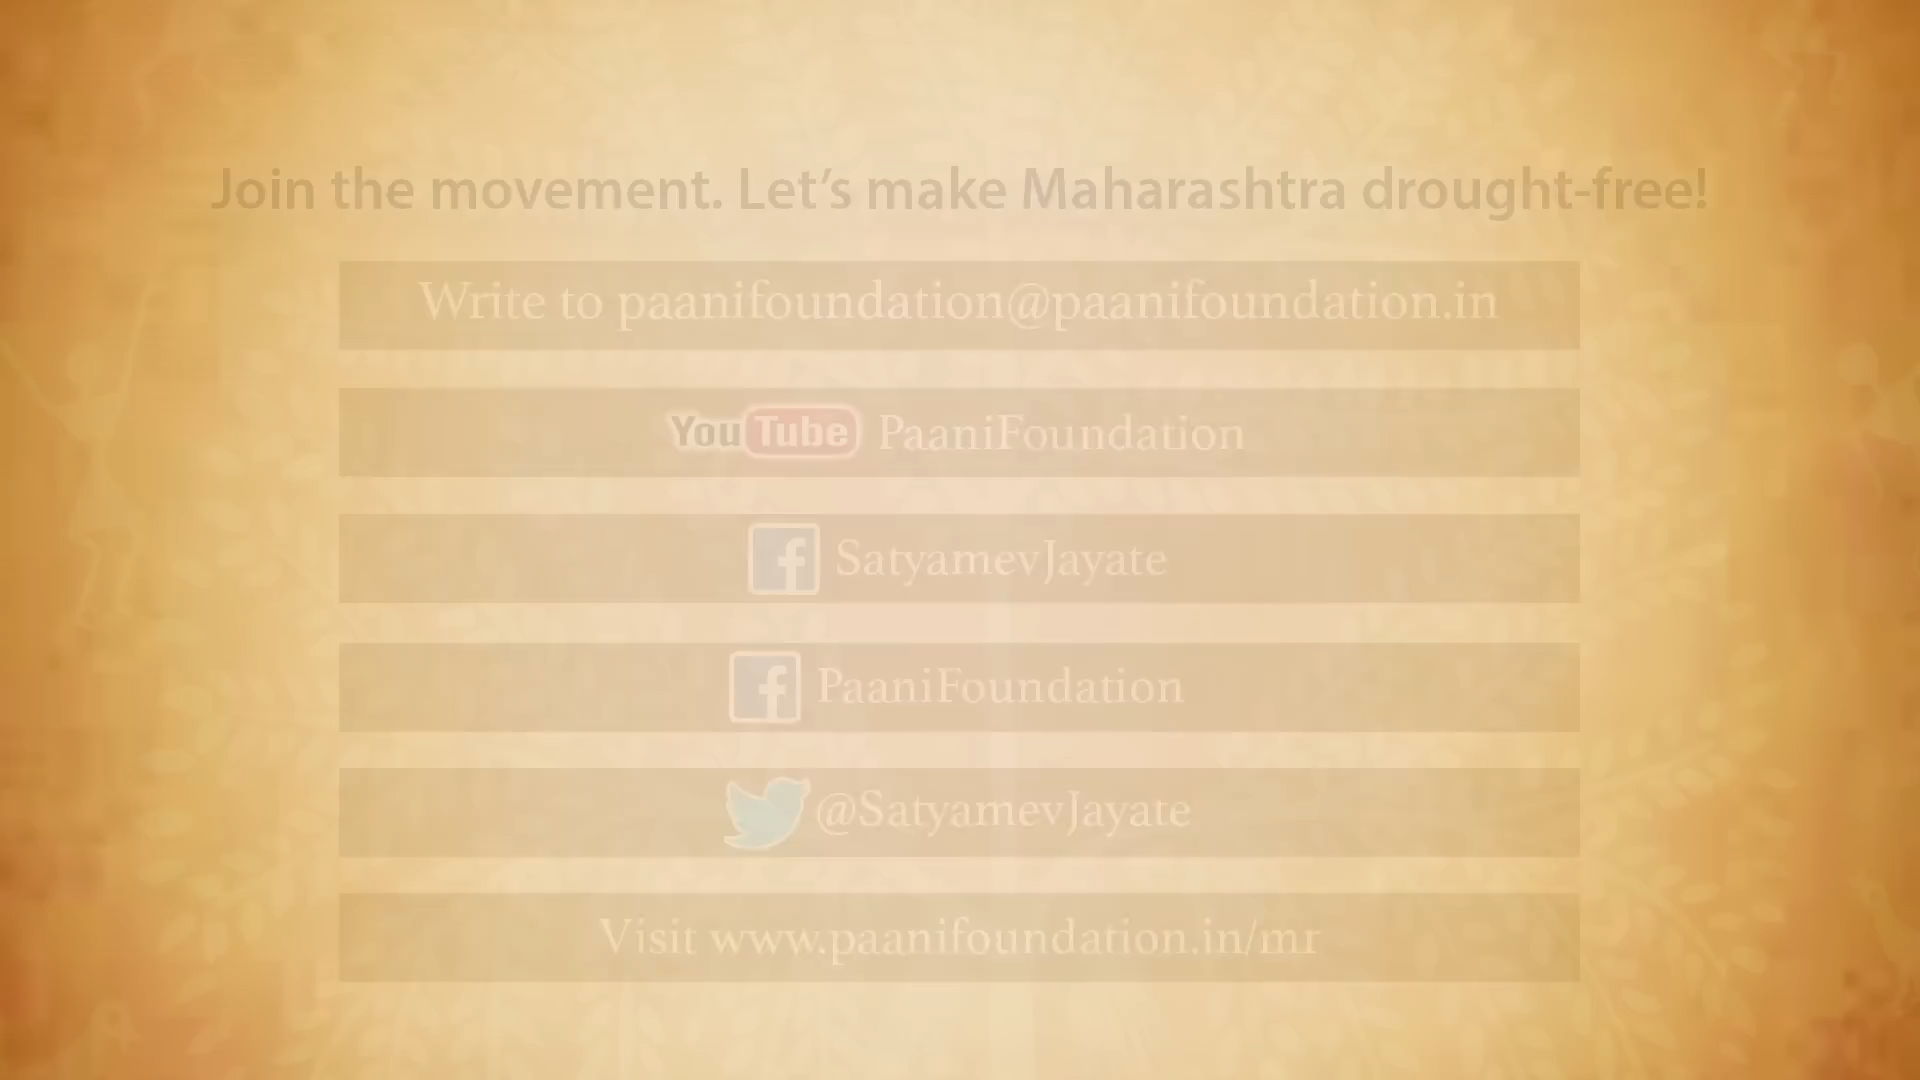 Join the movement. Let’s make Maharashtra drought-free!
Write to paanifoundation@paanifoundation.in
YouTube PaaniFoundation
f SatyamevJayate
f PaaniFoundation
@SatyamevJayate
Visit www.paanifoundation.in/mr